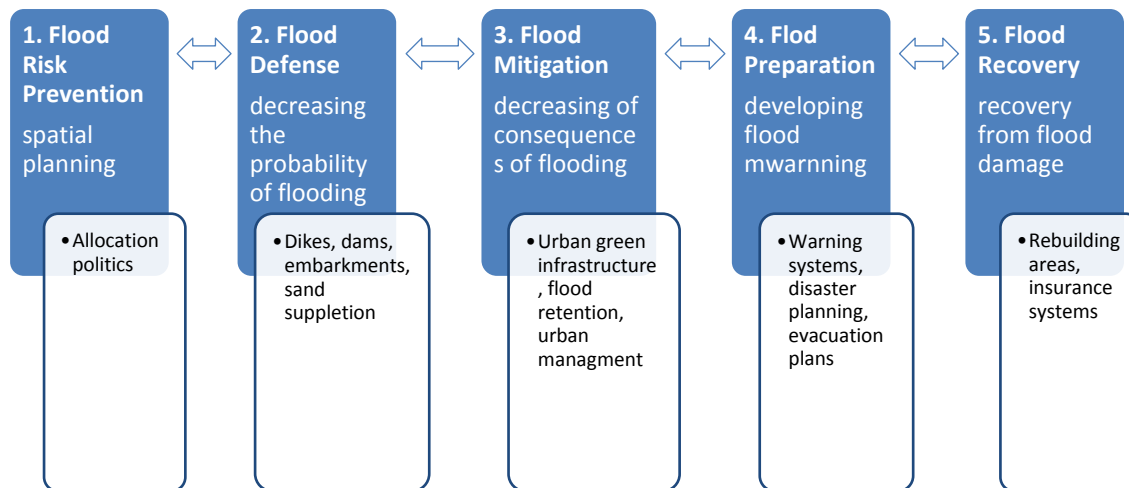 1. Flood
Risk
Prevention
spatial
planning
•Allocation
politics
2. Flood
Defense
decreasing
the
probability
of flooding
•Dikes, dams,
embarkments,
sand
suppletion
3. Flood
Mitigation
decreasing of
consequence
s of flooding
•Urban green
infrastructure
, flood
retention,
urban
managment
4. Flod
Preparation
developing
flood
mwarnning
•Warning
systems,
disaster
planning,
evacuation
plans
5. Flood
Recovery
recovery
from flood
damage
•Rebuilding
areas,
insurance
systems